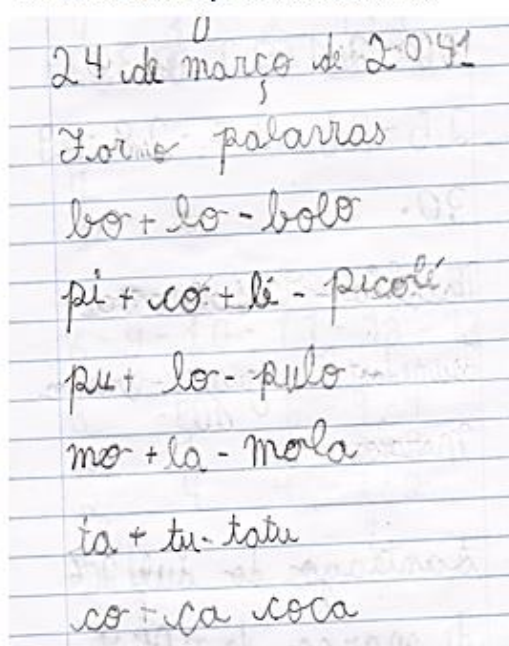 24 de março de 2021
Formo palavras
bo + lo - bolo
pi + co + lé - picolé
pu + lo - pulo
mo + la - mola
ta + tu - tatu
co + ca coca